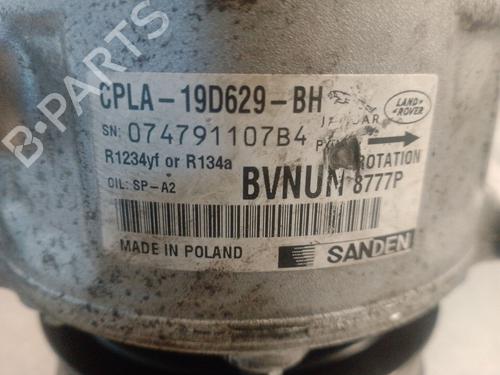 B-PARTS
CPLA-19D629-BH
SN: 074791107B4
LAND ROVER
R1234yf or R134a
ROTATION
OIL: SP-A2
BVNUN 8777P
MADE IN POLAND
SANDEN